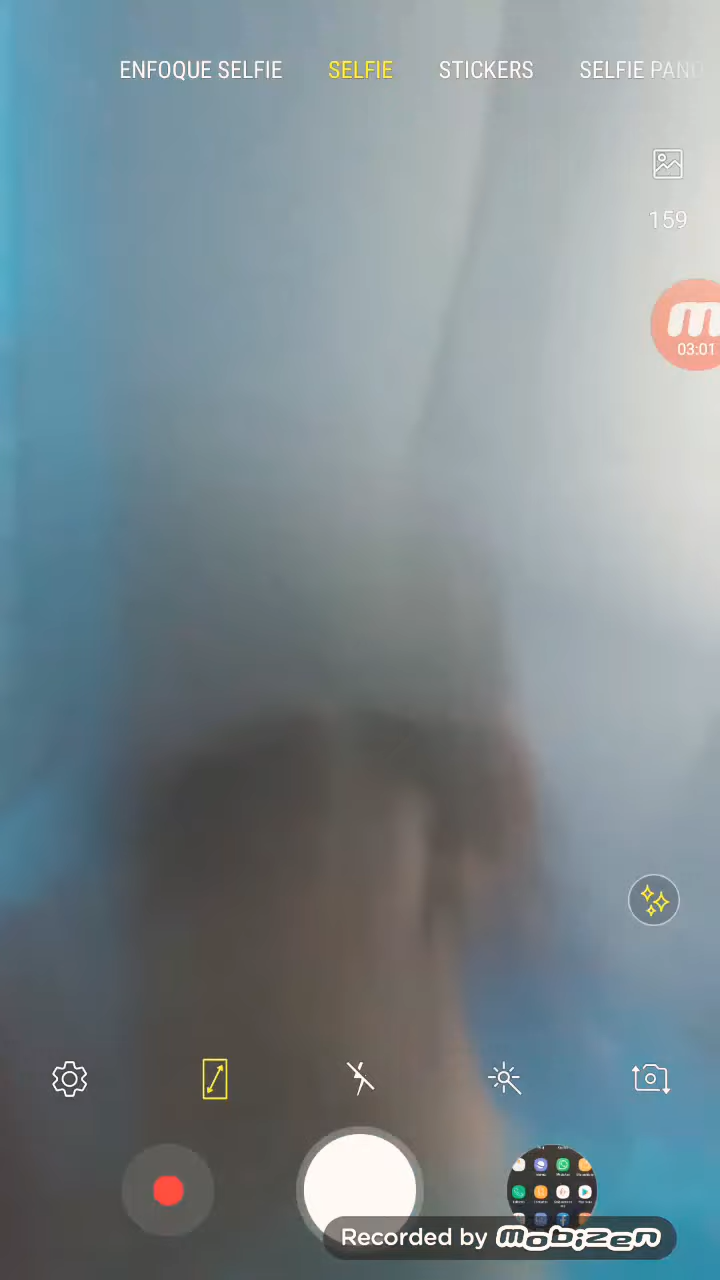 ENFOQUE SELFIE SELFIE STICKERS SELFIE PANO
159
m
03:01
Recorded by mobizen